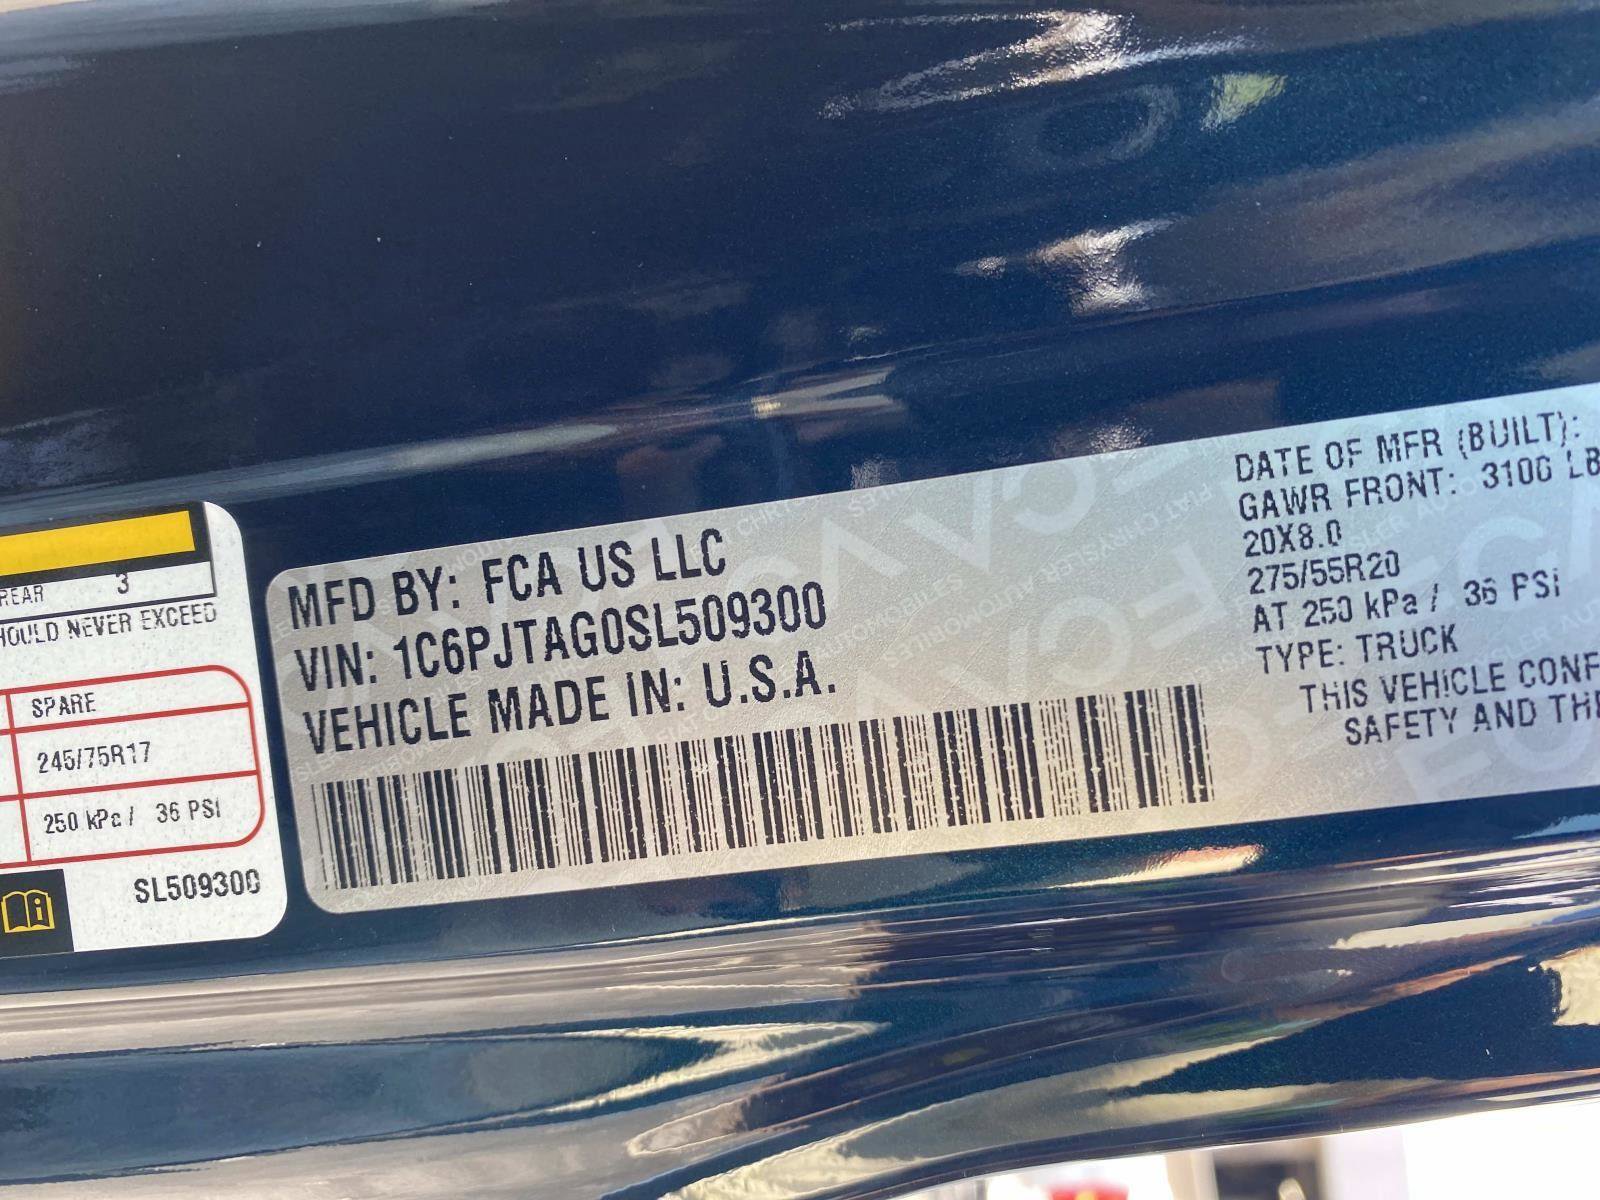 REAR 3
HOULD NEVER EXCEED
SPARE
245/75R17
250 kPa / 36 PSI
SL509300
MFD BY: FCA US LLC
VIN: 1C6PJTAG0SL509300
VEHICLE MADE IN: U.S.A.
DATE OF MFR (BUILT):
GAWR FRONT: 3100 LB
20X8.0
275/55R20
AT 250 kPa / 36 PSI
TYPE: TRUCK
THIS VEHICLE CONF
SAFETY AND THE